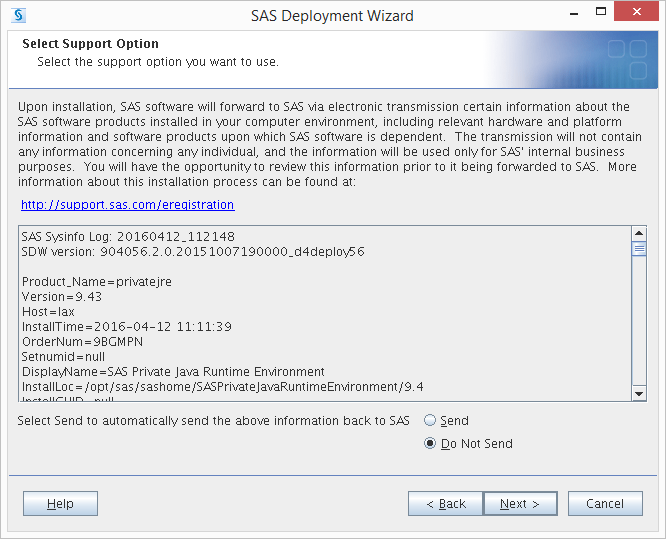 SAS Deployment Wizard
Select Support Option
Select the support option you want to use.
Upon installation, SAS software will forward to SAS via electronic transmission certain information about the
SAS software products installed in your computer environment, including relevant hardware and platform
information and software products upon which SAS software is dependent.  The transmission will not contain
any information concerning any individual, and the information will be used only for SAS' internal business
purposes.  You will have the opportunity to review this information prior to it being forwarded to SAS.  More
information about this installation process can be found at:
http://support.sas.com/eregistration
SAS Sysinfo Log: 20160412_112148
SDW version: 904056.2.0.20151007190000_d4deploy56
Product_Name=privatejre
Version=9.43
Host=lax
InstallTime=2016-04-12 11:11:39
OrderNum=9BGMPN
Setnumid=null
DisplayName=SAS Private Java Runtime Environment
InstallLoc=/opt/sas/sashome/SASPrivateJavaRuntimeEnvironment/9.4
InstallGUID=null
Select Send to automatically send the above information back to SAS
Send
Do Not Send
Help
< Back
Next >
Cancel